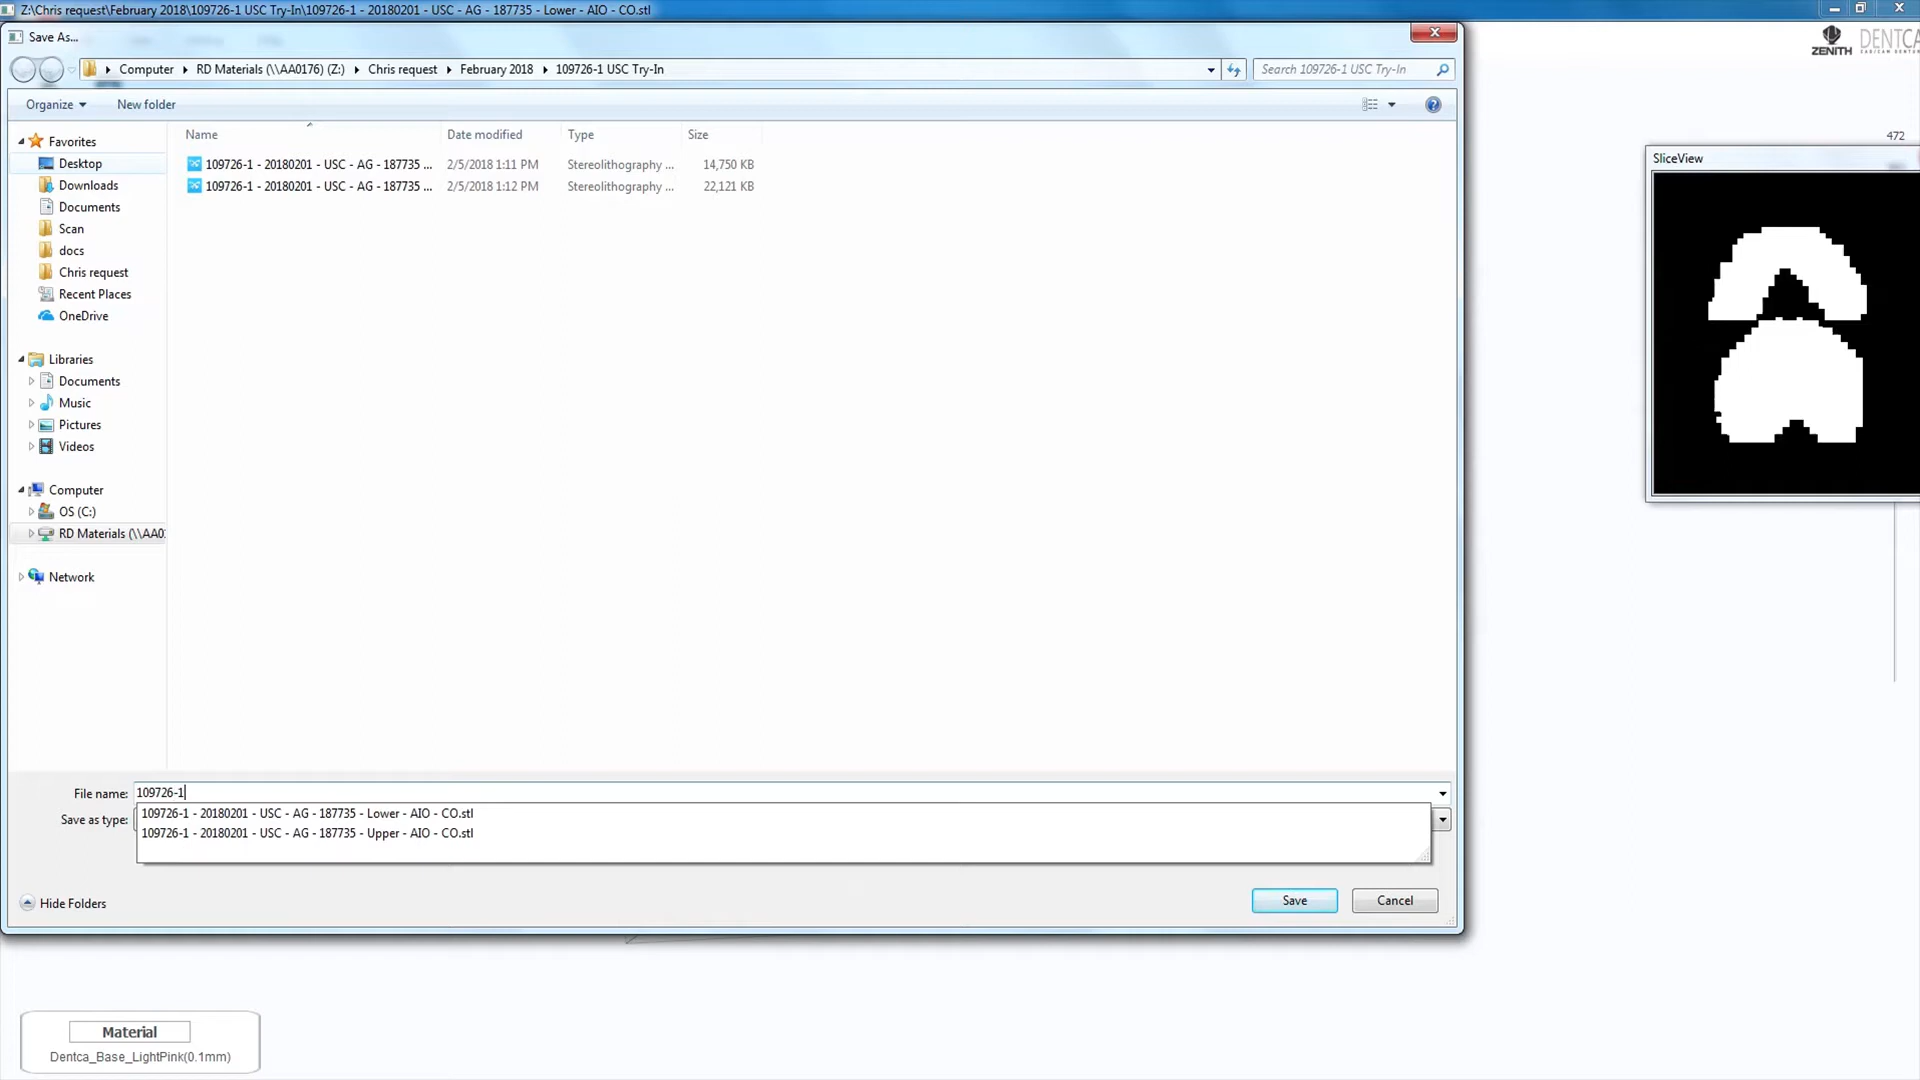 Z:\Chris request\February 2018\109726-1 USC Try-In\109726-1 - 20180201 - USC - AG - 187735 - Lower - AIO - CO.stl
Save As...
Computer RD Materials (\\AA0176) (Z:) Chris request February 2018 109726-1 USC Try-In
Search 109726-1 USC Try-In
ZENITH
Organize New folder
Name Date modified Type Size
109726-1 - 20180201 - USC - AG - 187735 ... 2/5/2018 1:11 PM Stereolithography ... 14,750 KB
109726-1 - 20180201 - USC - AG - 187735 ... 2/5/2018 1:12 PM Stereolithography ... 22,121 KB
Favorites
Desktop
Downloads
Documents
Scan
docs
Chris request
Recent Places
OneDrive
Libraries
Documents
Music
Pictures
Videos
Computer
OS (C:)
RD Materials (\\AA0
Network
472
SliceView
File name: 109726-1
109726-1 - 20180201 - USC - AG - 187735 - Lower - AIO - CO.stl
Save as type:
109726-1 - 20180201 - USC - AG - 187735 - Upper - AIO - CO.stl
Hide Folders
Save Cancel
Material
Dentca_Base_LightPink(0.1mm)